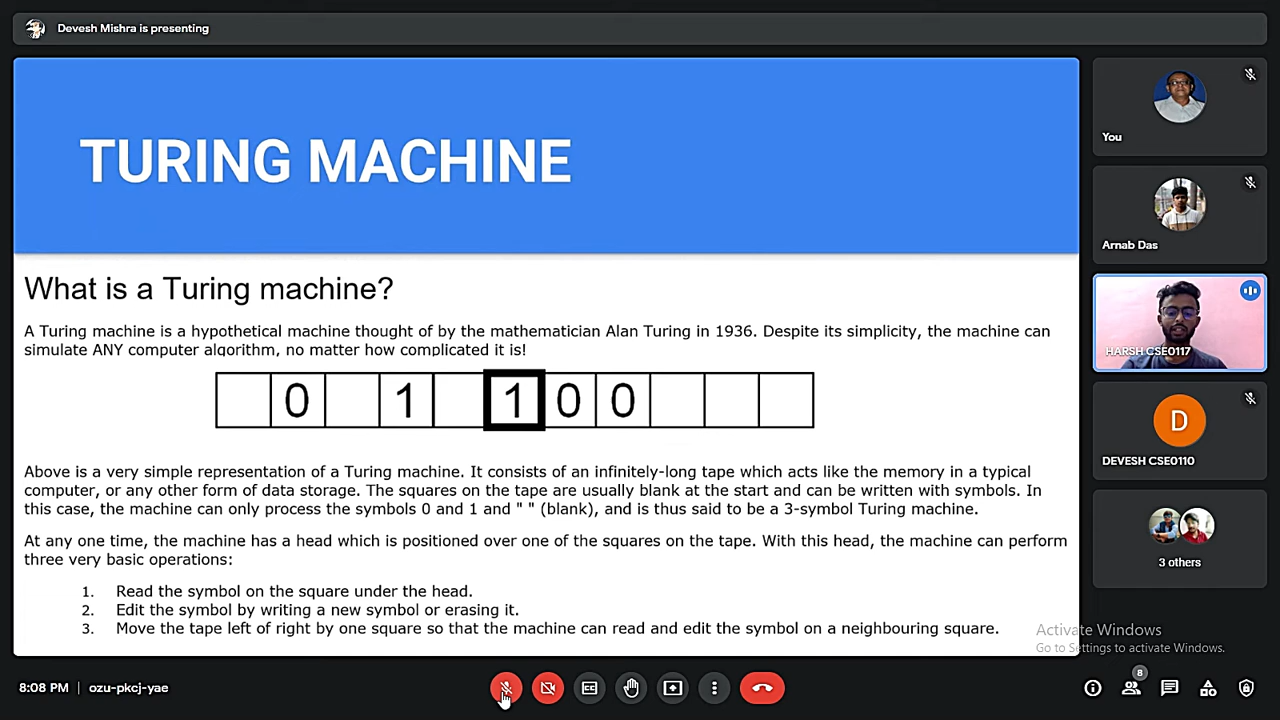 Devesh Mishra is presenting
TURING MACHINE
What is a Turing machine?
A Turing machine is a hypothetical machine thought of by the mathematician Alan Turing in 1936. Despite its simplicity, the machine can
simulate ANY computer algorithm, no matter how complicated it is!
0 1 1 0 0
Above is a very simple representation of a Turing machine. It consists of an infinitely-long tape which acts like the memory in a typical
computer, or any other form of data storage. The squares on the tape are usually blank at the start and can be written with symbols. In
this case, the machine can only process the symbols 0 and 1 and " " (blank), and is thus said to be a 3-symbol Turing machine.
At any one time, the machine has a head which is positioned over one of the squares on the tape. With this head, the machine can perform
three very basic operations:
1. Read the symbol on the square under the head.
2. Edit the symbol by writing a new symbol or erasing it.
3. Move the tape left of right by one square so that the machine can read and edit the symbol on a neighbouring square.
You
Arnab Das
HARSH CSE0117
D
DEVESH CSE0110
3 others
Activate Windows
Go to Settings to activate Windows.
8:08 PM | ozu-pkcj-yae
8